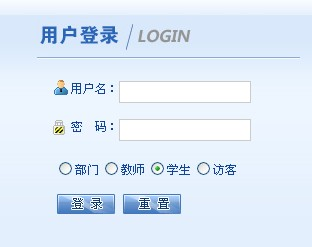 用户登录 / LOGIN
用户名：
密 码：
部门 教师 学生 访客
登 录 重 置